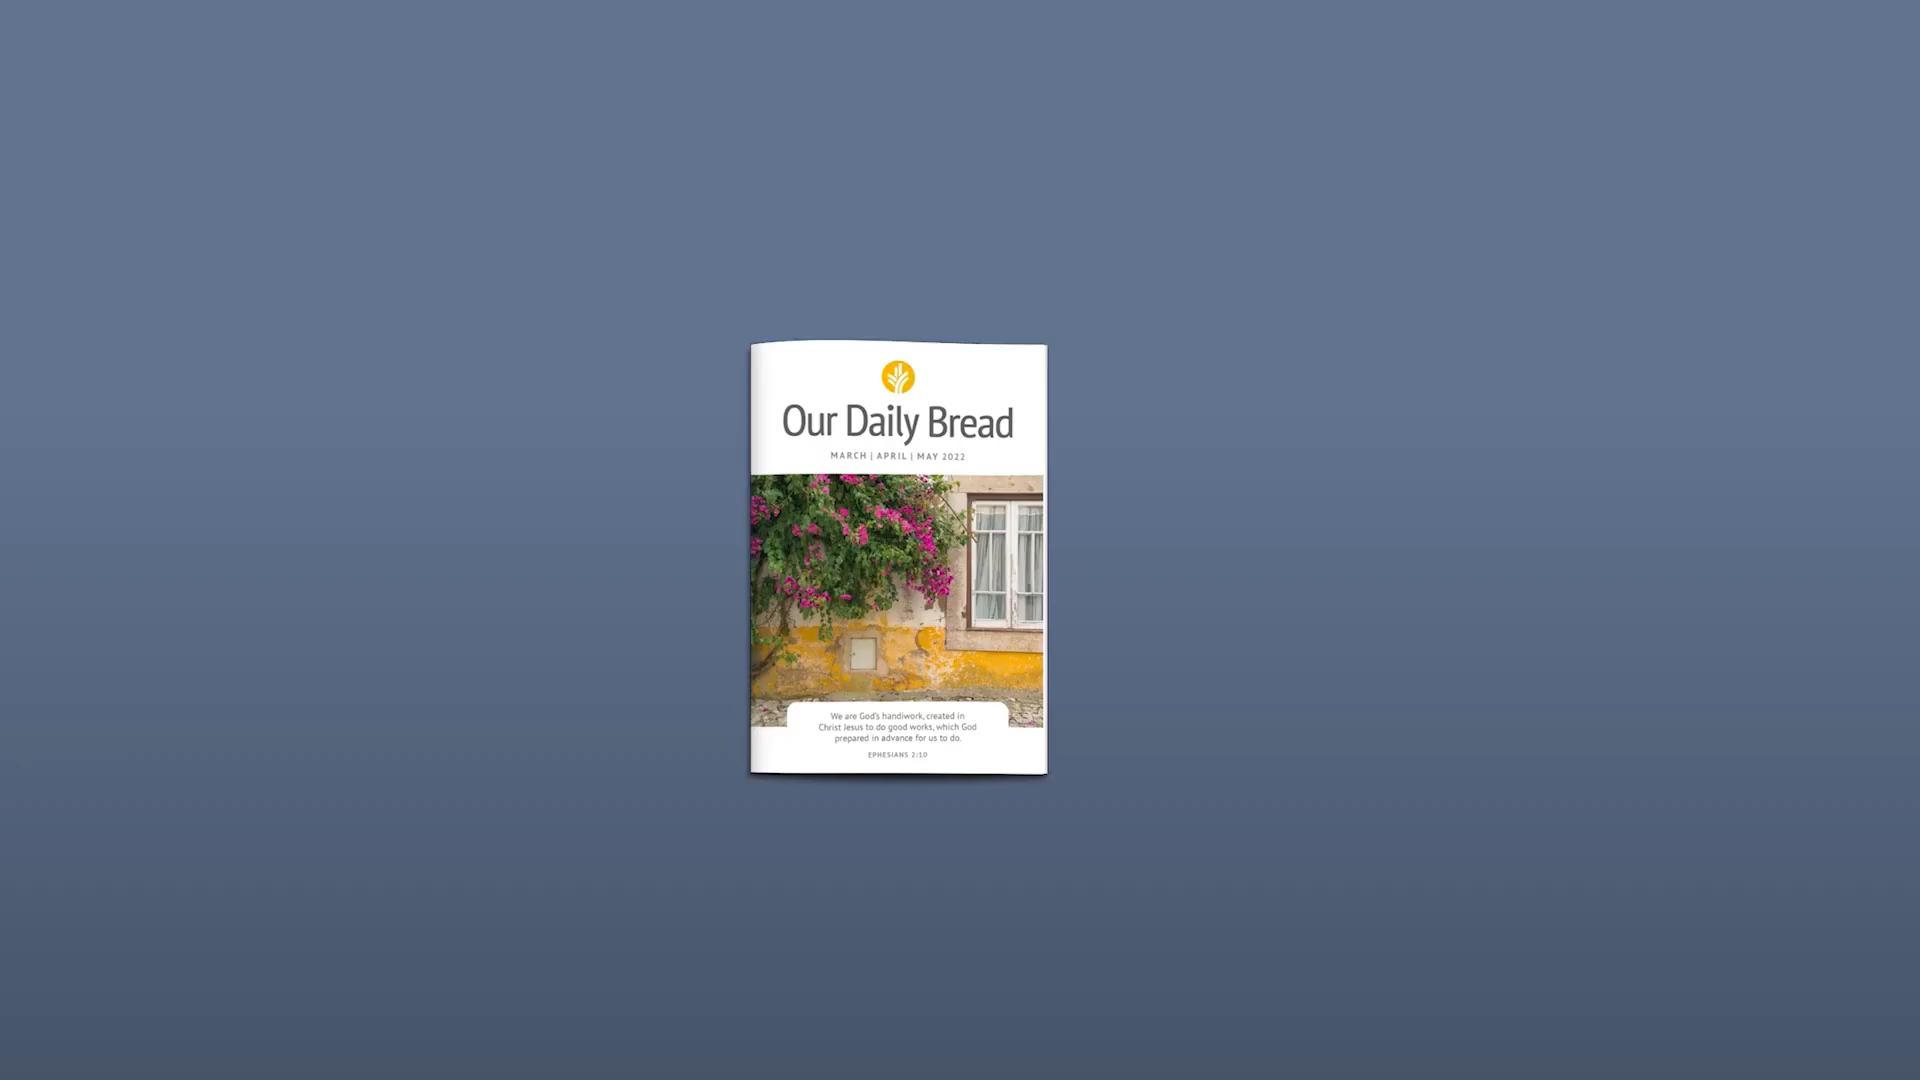 Our Daily Bread
MARCH | APRIL | MAY 2022
We are God's handiwork, created in
Christ Jesus to do good works, which God
prepared in advance for us to do.
EPHESIANS 2:10